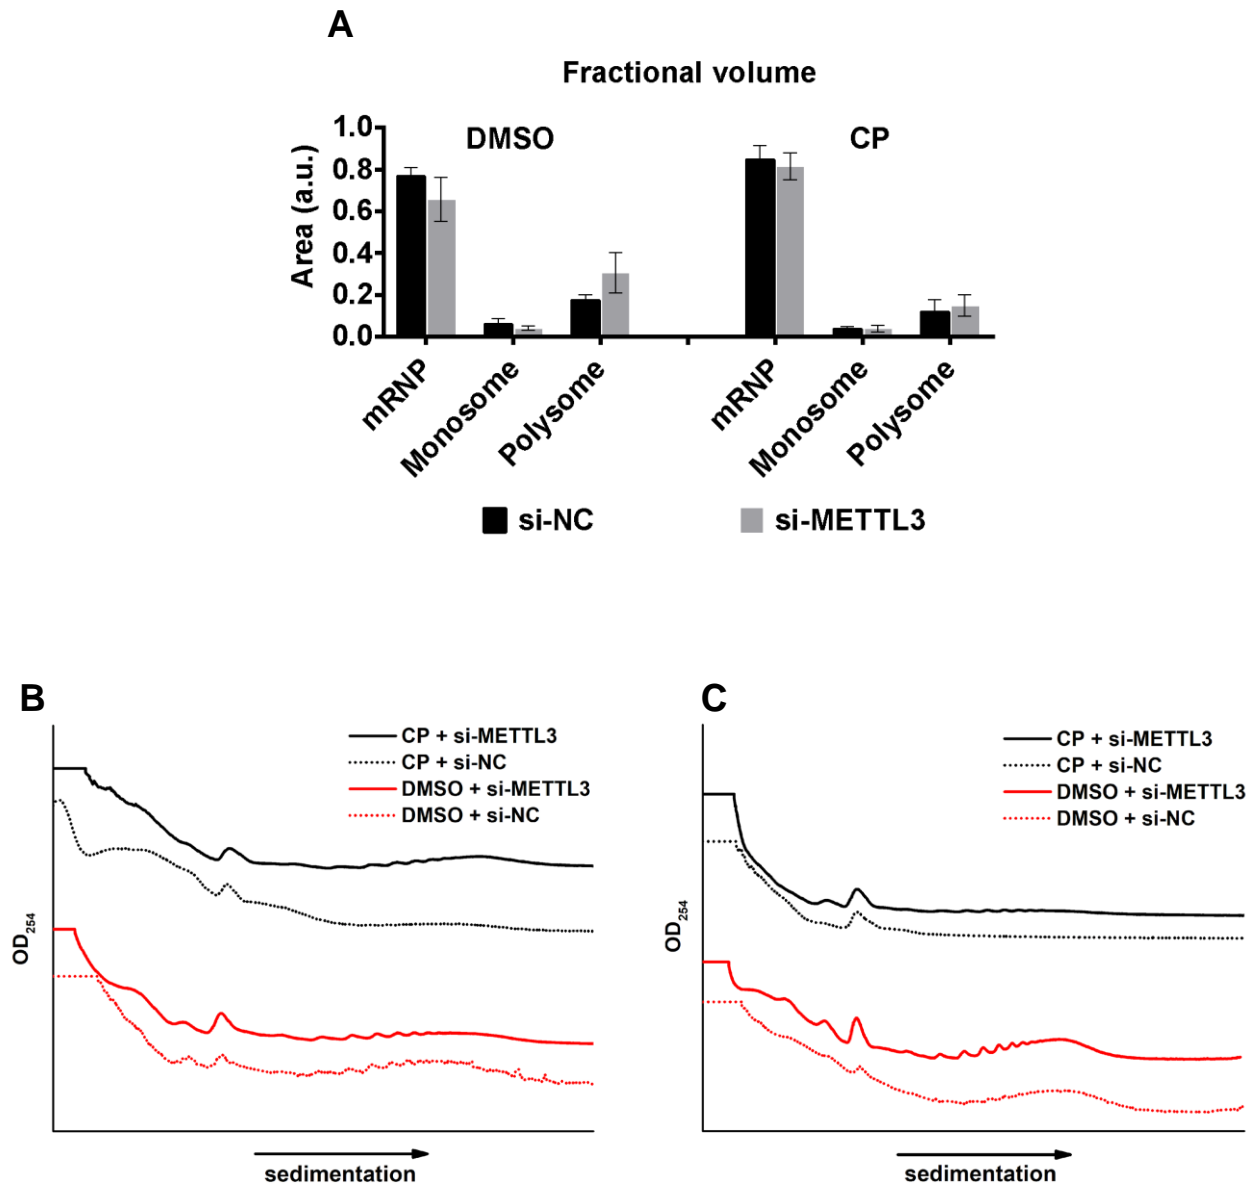 A
Fractional volume
Area (a.u.)
1.0
0.8
0.6
0.4
0.2
0.0
DMSO
CP
mRNP
Monosome
Polysome
mRNP
Monosome
Polysome
si-NC
si-METTL3
B
CP + si-METTL3
CP + si-NC
DMSO + si-METTL3
DMSO + si-NC
OD254
sedimentation
C
CP + si-METTL3
CP + si-NC
DMSO + si-METTL3
DMSO + si-NC
OD254
sedimentation